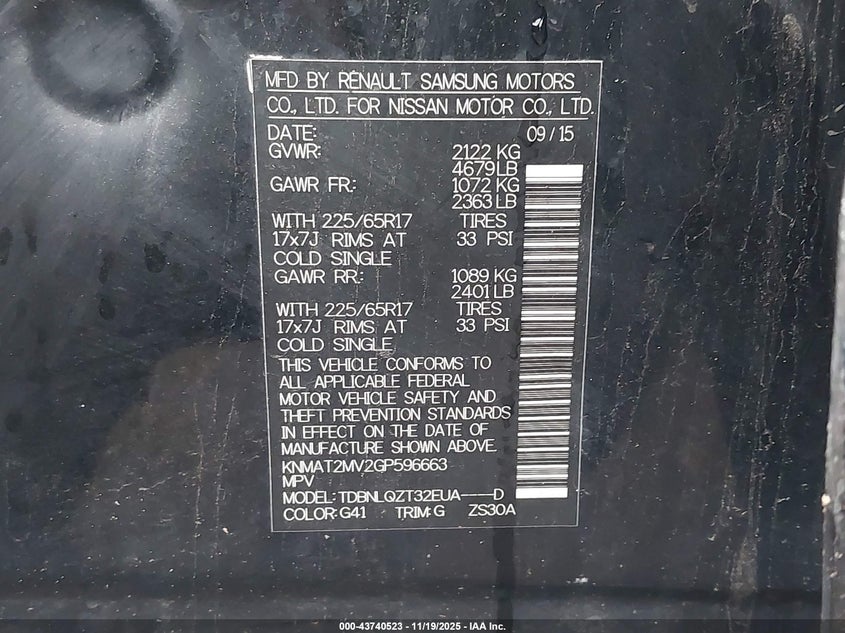 MFD BY RENAULT SAMSUNG MOTORS
CO., LTD. FOR NISSAN MOTOR CO., LTD.
DATE: 09/15
GVWR: 2122 KG
4679LB
GAWR FR: 1072 KG
2363 LB
WITH 225/65R17 TIRES
17x7J RIMS AT 33 PSI
COLD SINGLE
GAWR RR: 1089 KG
2401LB
WITH 225/65R17 TIRES
17x7J RIMS AT 33 PSI
COLD SINGLE
THIS VEHICLE CONFORMS TO
ALL APPLICABLE FEDERAL
MOTOR VEHICLE SAFETY AND
THEFT PREVENTION STANDARDS
IN EFFECT ON THE DATE OF
MANUFACTURE SHOWN ABOVE.
KNMAT2MV2GP596663
MPV
MODEL: TDBNLQZT32EUA----D
COLOR: G41 TRIM: G ZS30A
000-43740523 - 11/19/2025 - IAA Inc.